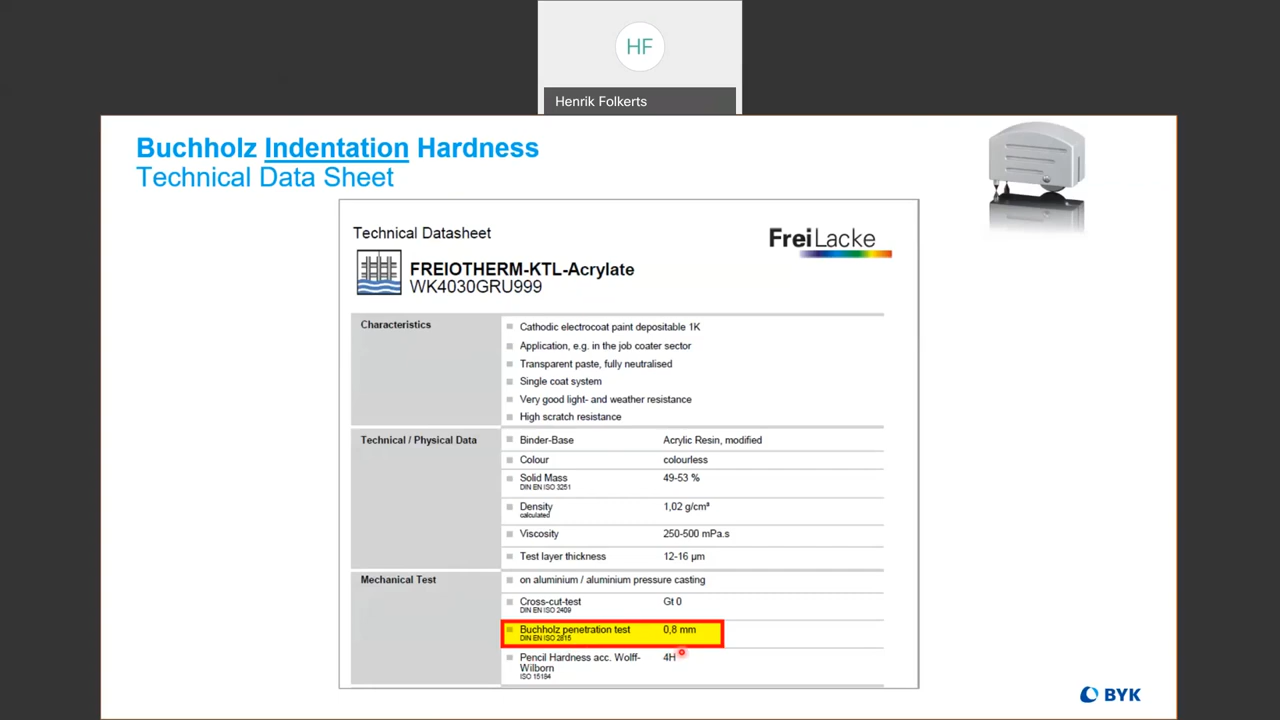 HF
Henrik Folkerts
Buchholz Indentation Hardness
Technical Data Sheet
Technical Datasheet
FreiLacke
FREIOTHERM-KTL-Acrylate
WK4030GRU999
Characteristics
Cathodic electrocoat paint depositable 1K
Application, e.g. in the job coater sector
Transparent paste, fully neutralised
Single coat system
Very good light- and weather resistance
High scratch resistance
Technical / Physical Data
Binder-Base Acrylic Resin, modified
Colour colourless
Solid Mass 49-53 %
DIN EN ISO 3251
Density 1,02 g/cm³
calculated
Viscosity 250-500 mPa.s
Test layer thickness 12-16 µm
Mechanical Test
on aluminium / aluminium pressure casting
Cross-cut-test Gt 0
DIN EN ISO 2409
Buchholz penetration test 0,8 mm
DIN EN ISO 2815
Pencil Hardness acc. Wolff- 4H
Wilborn
ISO 15184
BYK